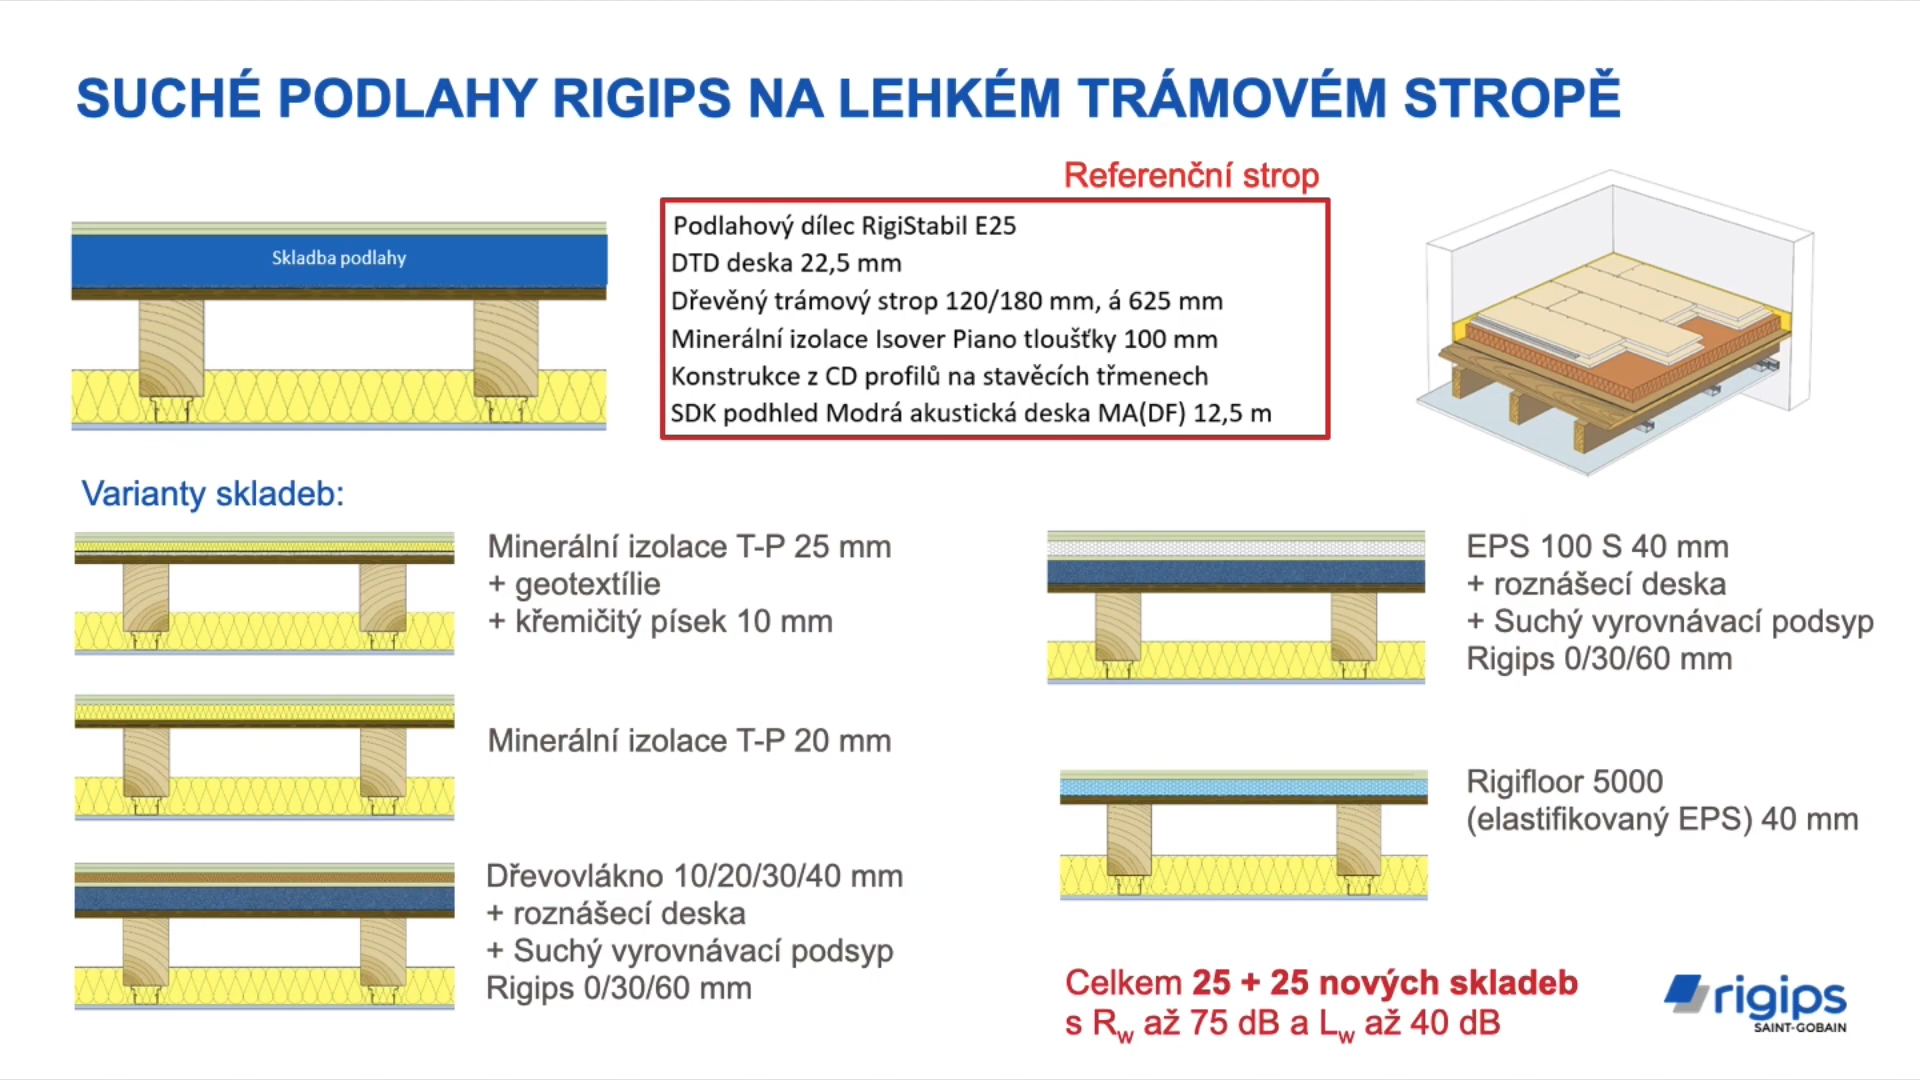 SUCHÉ PODLAHY RIGIPS NA LEHKÉM TRÁMOVÉM STROPĚ
Referenční strop
Skladba podlahy
Podlahový dílec RigiStabil E25
DTD deska 22,5 mm
Dřevěný trámový strop 120/180 mm, á 625 mm
Minerální izolace Isover Piano tloušťky 100 mm
Konstrukce z CD profilů na stavěcích třmenech
SDK podhled Modrá akustická deska MA(DF) 12,5 m
Varianty skladeb:
Minerální izolace T-P 25 mm
+ geotextílie
+ křemičitý písek 10 mm
Minerální izolace T-P 20 mm
Dřevovlákno 10/20/30/40 mm
+ roznášecí deska
+ Suchý vyrovnávací podsyp
Rigips 0/30/60 mm
EPS 100 S 40 mm
+ roznášecí deska
+ Suchý vyrovnávací podsyp
Rigips 0/30/60 mm
Rigifloor 5000
(elastifikovaný EPS) 40 mm
Celkem 25 + 25 nových skladeb
s Rw až 75 dB a Lw až 40 dB
rigips
SAINT-GOBAIN